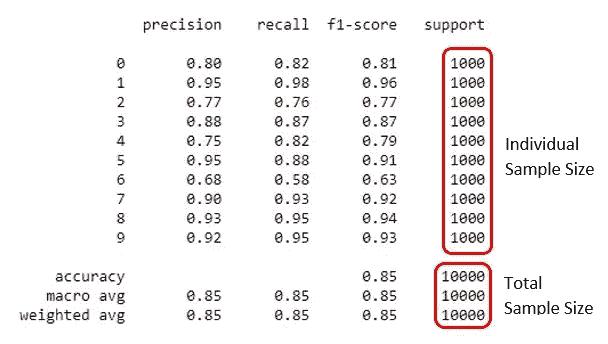 precision recall f1-score support
0 0.80 0.82 0.81 1000
1 0.95 0.98 0.96 1000
2 0.77 0.76 0.77 1000
3 0.88 0.87 0.87 1000
4 0.75 0.82 0.79 1000
5 0.95 0.88 0.91 1000
6 0.68 0.58 0.63 1000
7 0.90 0.93 0.92 1000
8 0.93 0.95 0.94 1000
9 0.92 0.95 0.93 1000
Individual
Sample Size
accuracy 0.85 10000
macro avg 0.85 0.85 0.85 10000
weighted avg 0.85 0.85 0.85 10000
Total
Sample Size